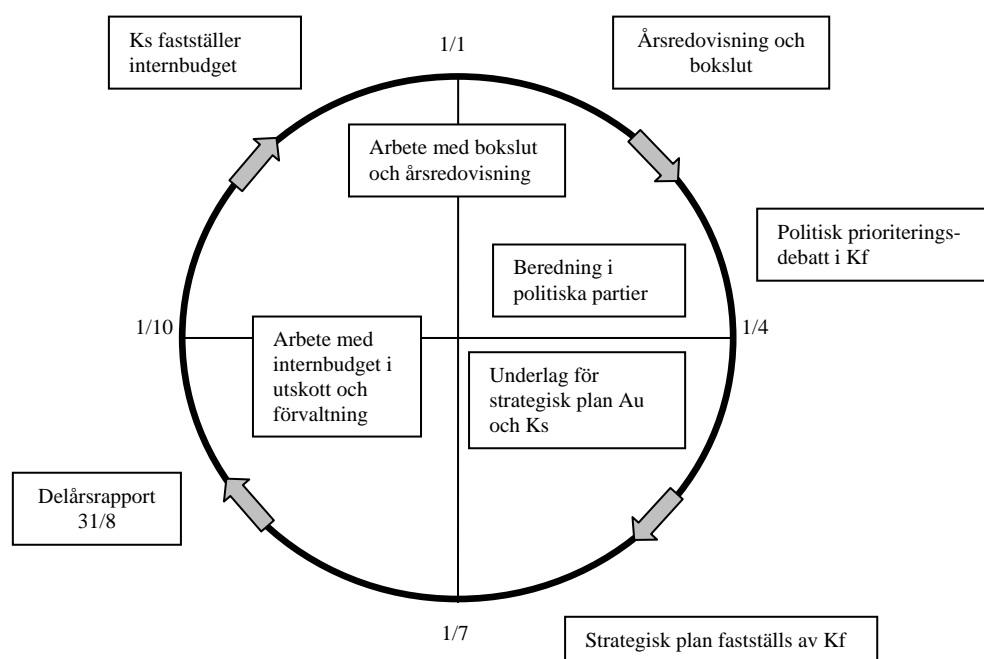 Ks fastställer
internbudget
1/1
Årsredovisning och
bokslut
Arbete med bokslut
och årsredovisning
Politisk prioriterings-
debatt i Kf
Beredning i
politiska partier
1/10
1/4
Arbete med
internbudget i
utskott och
förvaltning
Underlag för
strategisk plan Au
och Ks
Delårsrapport
31/8
1/7
Strategisk plan fastställs av Kf